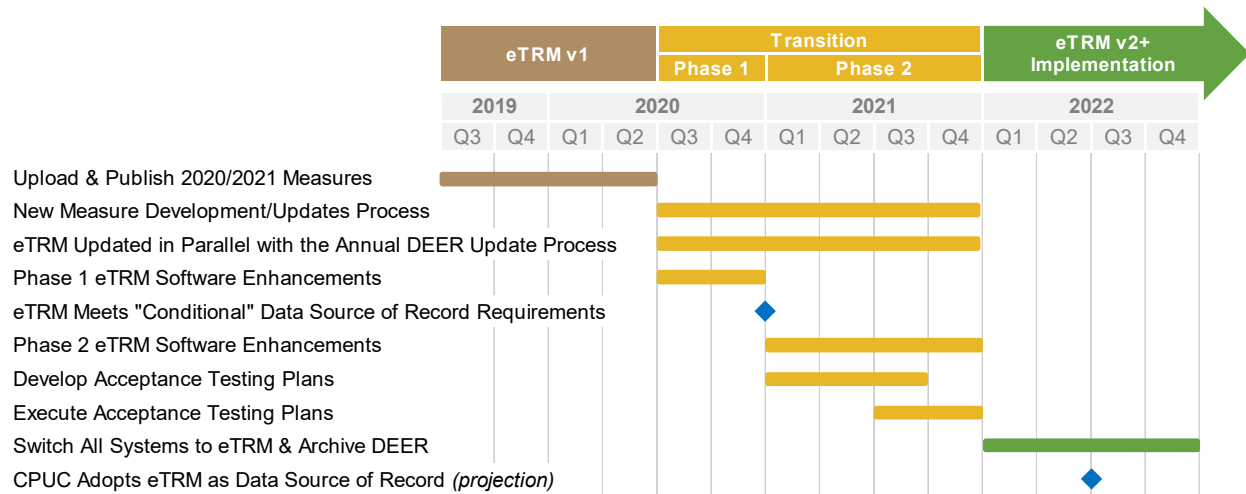 eTRM v1
Transition
Phase 1 Phase 2
eTRM v2+
Implementation
2019 2020 2021 2022
Q3 Q4 Q1 Q2 Q3 Q4 Q1 Q2 Q3 Q4 Q1 Q2 Q3 Q4
Upload & Publish 2020/2021 Measures
New Measure Development/Updates Process
eTRM Updated in Parallel with the Annual DEER Update Process
Phase 1 eTRM Software Enhancements
eTRM Meets "Conditional" Data Source of Record Requirements
Phase 2 eTRM Software Enhancements
Develop Acceptance Testing Plans
Execute Acceptance Testing Plans
Switch All Systems to eTRM & Archive DEER
CPUC Adopts eTRM as Data Source of Record (projection)